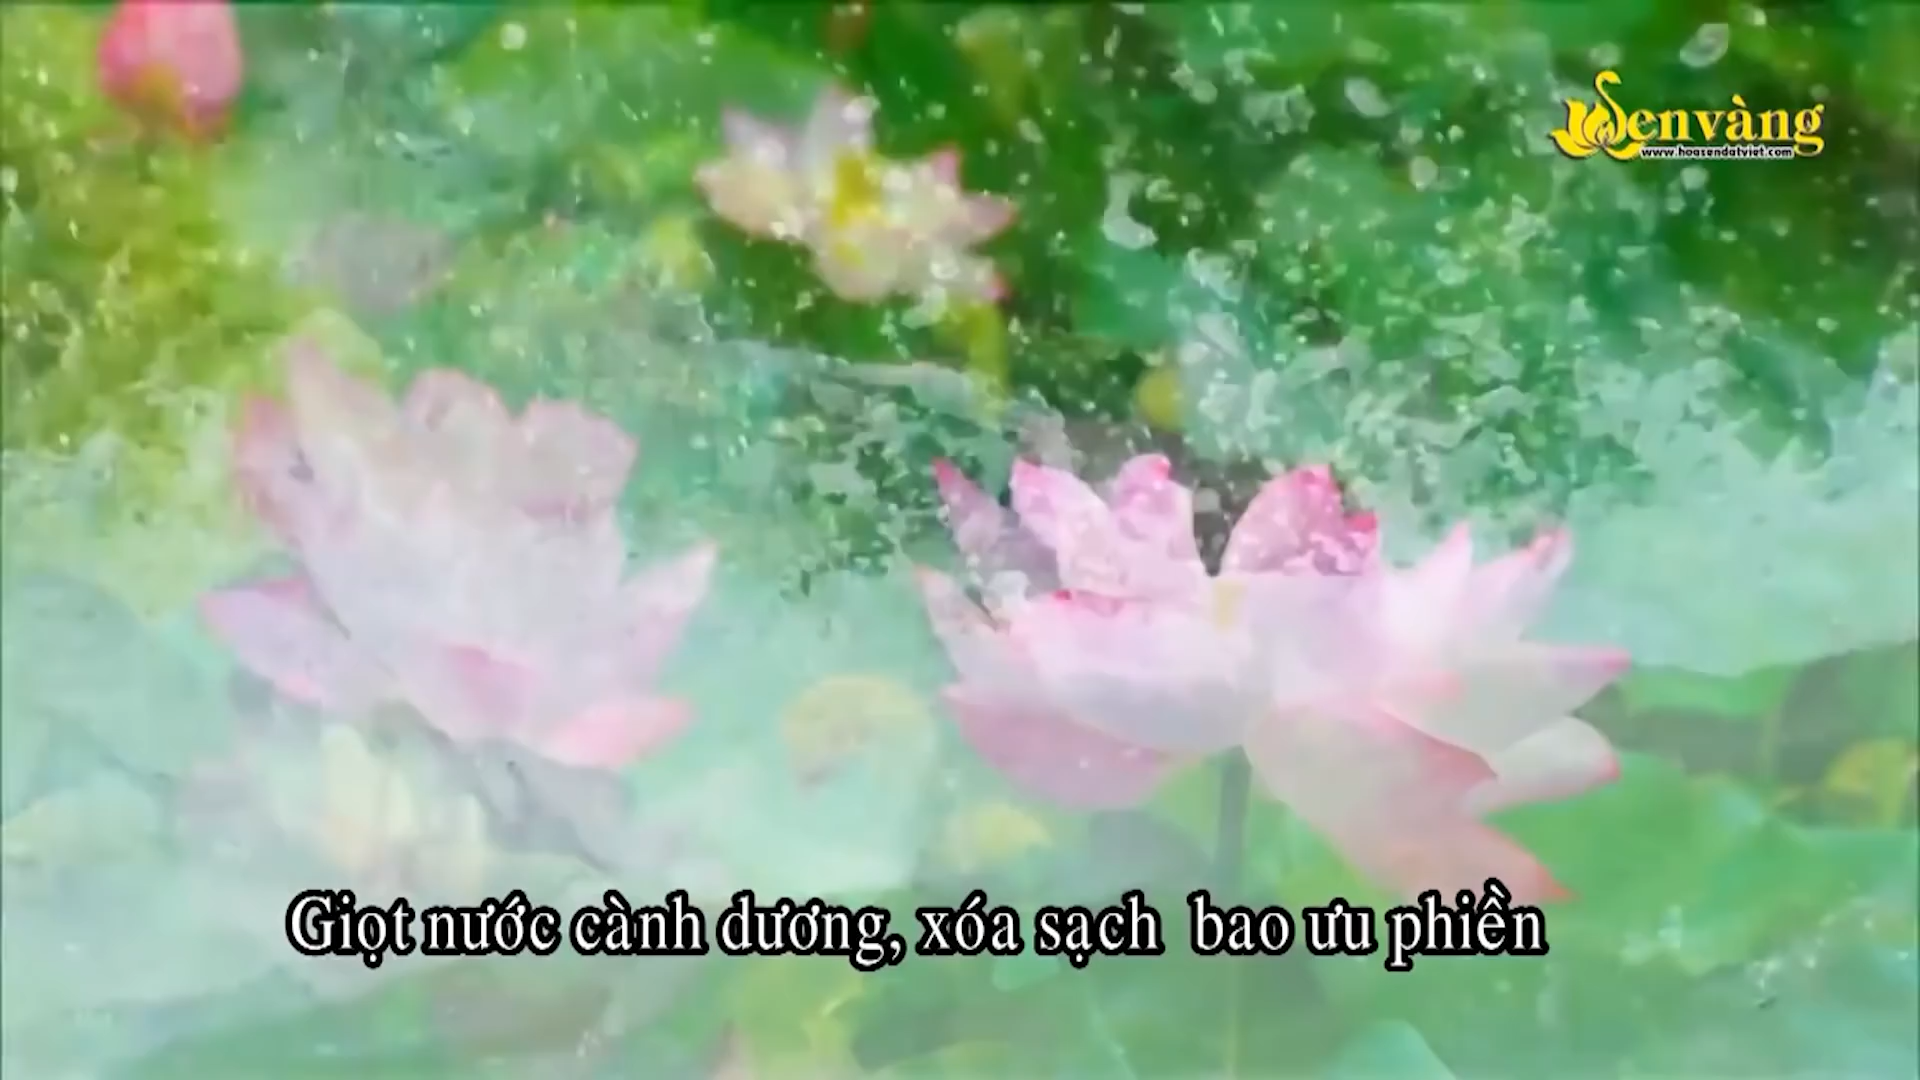 Senvàng
www.hoasendatviet.com
Giọt nước cành dương, xóa sạch bao ưu phiền